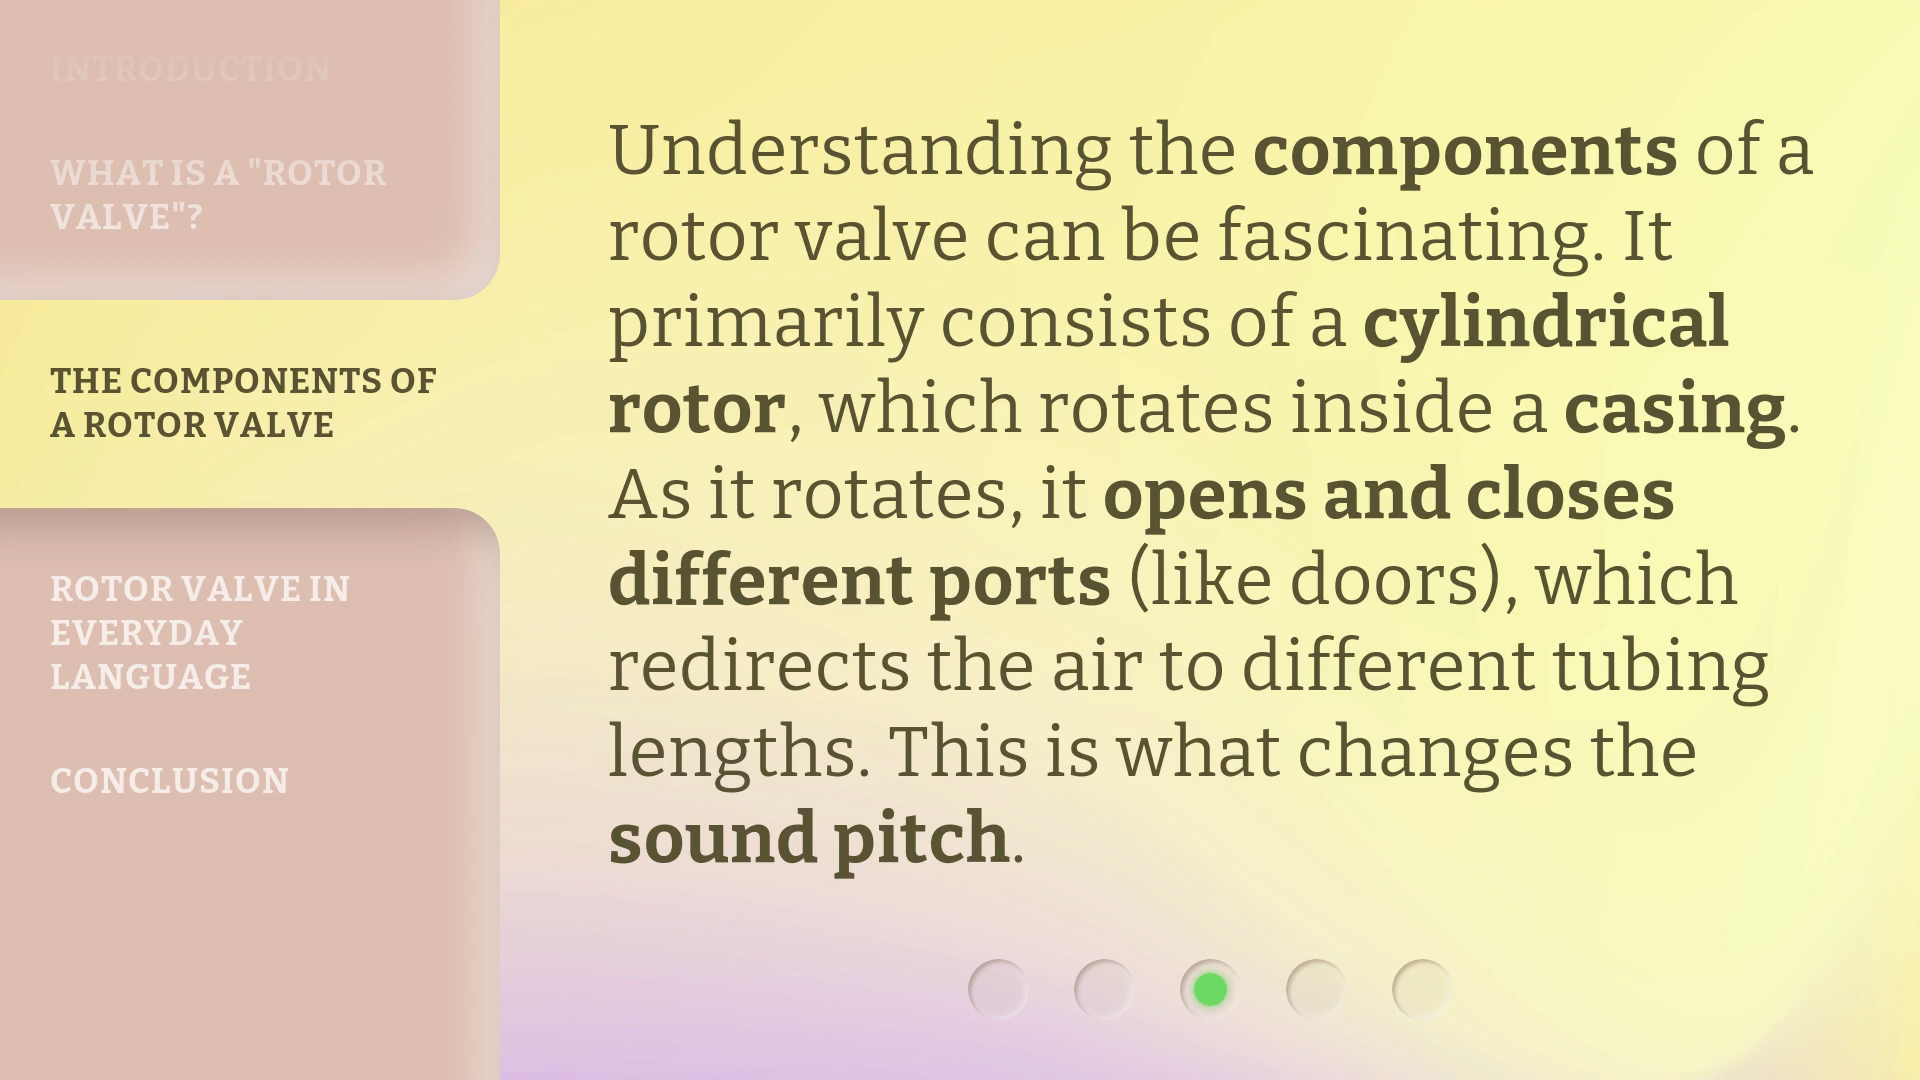 INTRODUCTION
WHAT IS A "ROTOR
VALVE"?
THE COMPONENTS OF
A ROTOR VALVE
ROTOR VALVE IN
EVERYDAY
LANGUAGE
CONCLUSION
Understanding the components of a
rotor valve can be fascinating. It
primarily consists of a cylindrical
rotor, which rotates inside a casing.
As it rotates, it opens and closes
different ports (like doors), which
redirects the air to different tubing
lengths. This is what changes the
sound pitch.